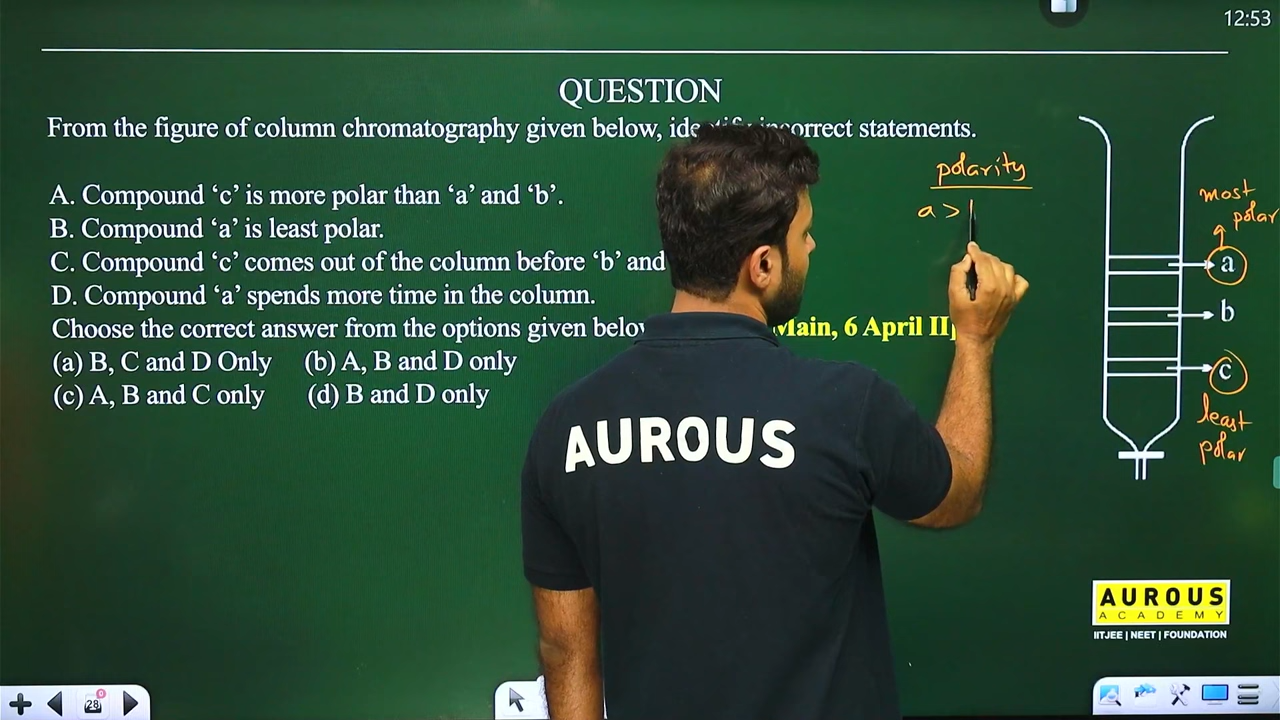 12:53
QUESTION
From the figure of column chromatography given below, identify incorrect statements.
A. Compound ‘c’ is more polar than ‘a’ and ‘b’.
B. Compound ‘a’ is least polar.
C. Compound ‘c’ comes out of the column before ‘b’ and
D. Compound ‘a’ spends more time in the column.
Choose the correct answer from the options given below
Main, 6 April II]
(a) B, C and D Only (b) A, B and D only
(c) A, B and C only (d) B and D only
polarity
a >
most
polar
a
b
c
least
polar
AUROUS
AUROUS
ACADEMY
IITJEE | NEET | FOUNDATION
28
0